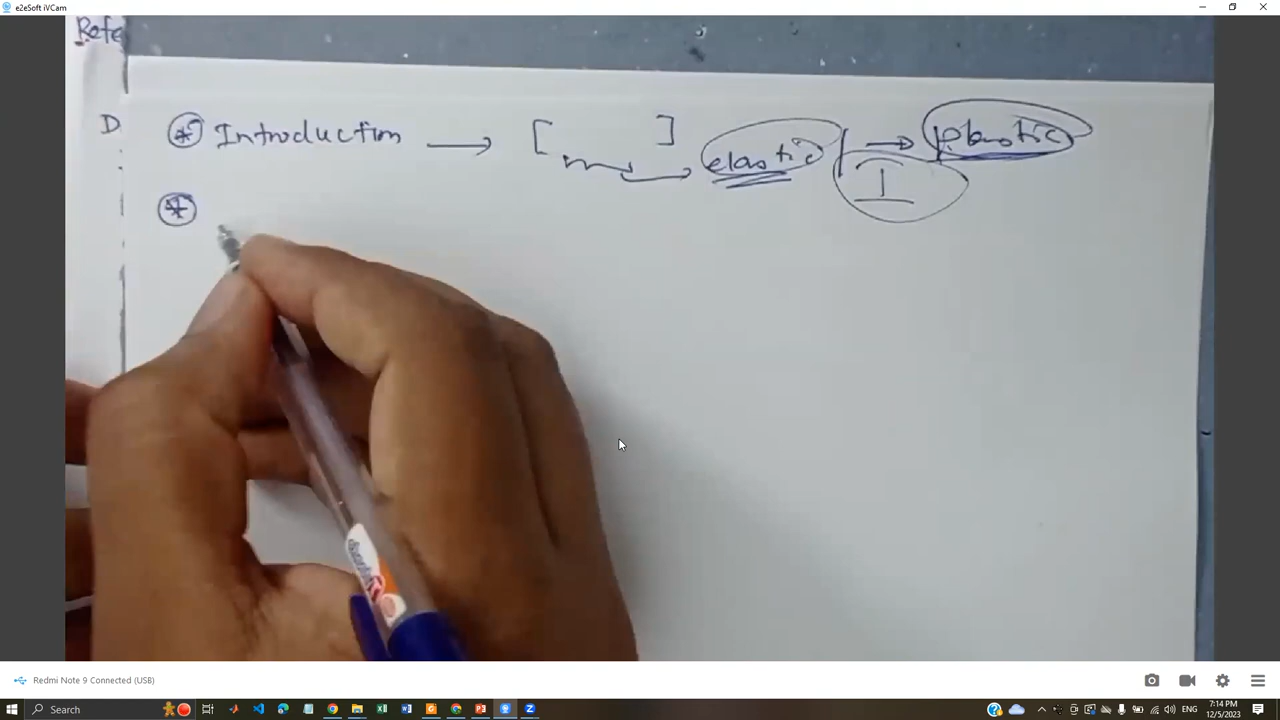 e2eSoft iVCam
Refe
D
* Introduction → [ ] elastic → plastic
I
*
Redmi Note 9 Connected (USB)
Search
ENG
7:14 PM
12/5/2023